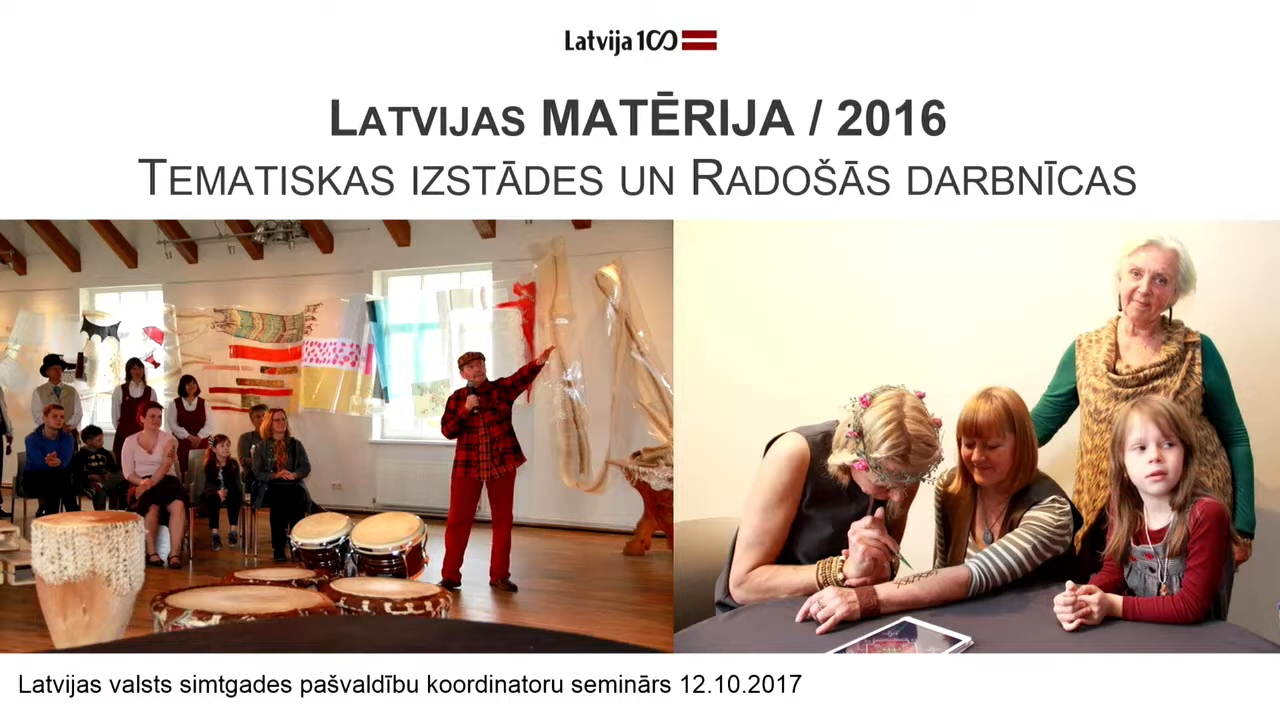 Latvija 100
LATVIJAS MATĒRIJA / 2016
TEMATISKAS IZSTĀDES UN RADOŠĀS DARBNĪCAS
Latvijas valsts simtgades pašvaldību koordinatoru seminārs 12.10.2017